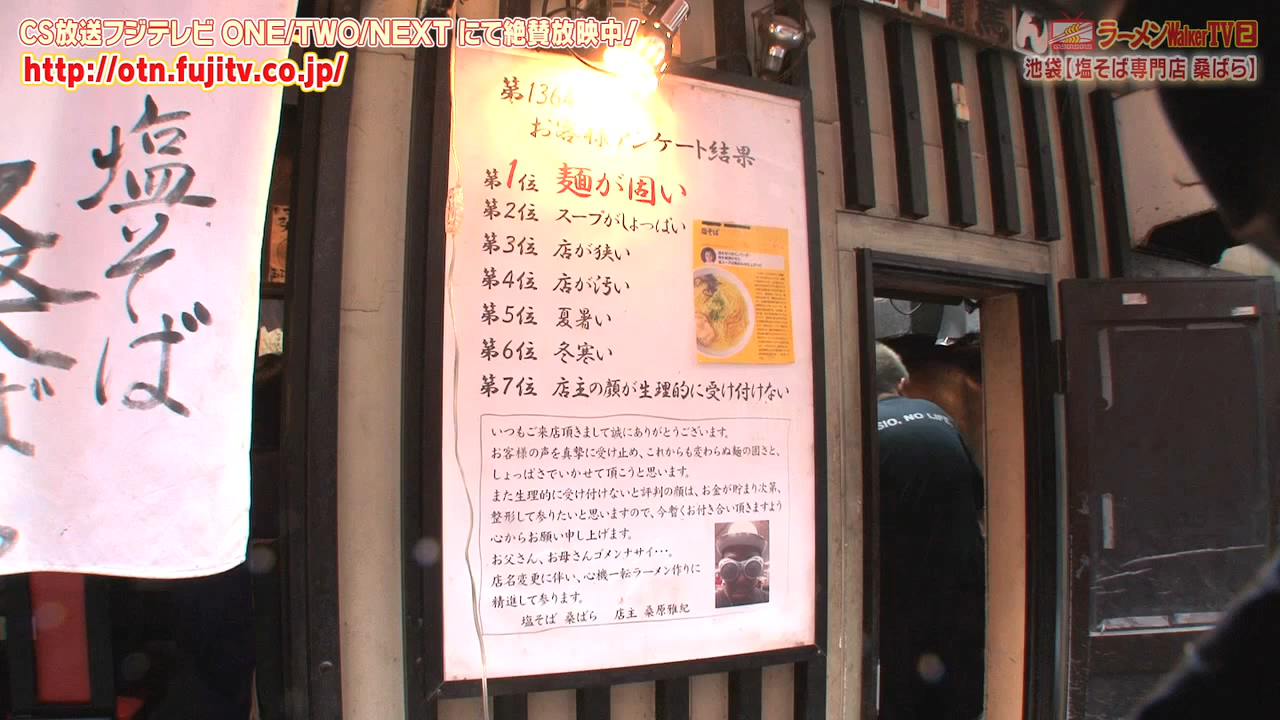 CS放送フジテレビ ONE/TWO/NEXT にて絶賛放映中!
http://otn.fujitv.co.jp/
ラーメンWalkerTV2
池袋【塩そば専門店 桑ばら】
塩そば
桑ば
第136
お客様アンケート結果
第1位 麺が固い
第2位 スープがしょっぱい
第3位 店が狭い
第4位 店が汚い
第5位 夏暑い
第6位 冬寒い
第7位 店主の顔が生理的に受け付けない
塩そば
いつもご来店頂きまして誠にありがとうございます。
お客様の声を真摯に受け止め、これからも変わらぬ麺の固さと、
しょっぱさでいかせて頂こうと思います。
また生理的に受け付けないと評判の顔は、お金が貯まり次第、
整形して参りたいと思いますので、今暫くお付き合い頂きますよう
心からお願い申し上げます。
お父さん、お母さんゴメンナサイ・・・。
店名変更に伴い、心機一転ラーメン作りに
精進して参ります。
塩そば 桑ばら 店主 桑原雅紀
SIO. NO LIFE